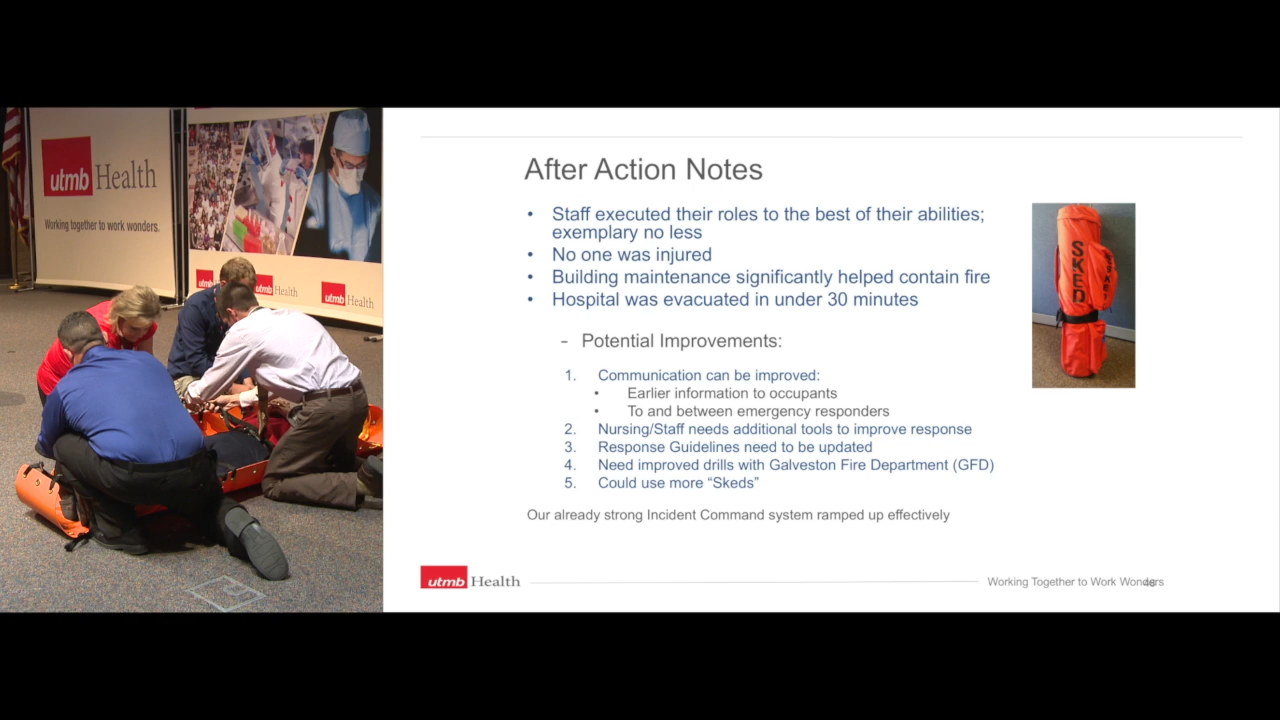 utmb Health
Working together to work wonders.
utmb
utmb Health
utmb Health
After Action Notes
• Staff executed their roles to the best of their abilities;
exemplary no less
• No one was injured
• Building maintenance significantly helped contain fire
• Hospital was evacuated in under 30 minutes
- Potential Improvements:
1. Communication can be improved:
• Earlier information to occupants
• To and between emergency responders
2. Nursing/Staff needs additional tools to improve response
3. Response Guidelines need to be updated
4. Need improved drills with Galveston Fire Department (GFD)
5. Could use more “Skeds”
Our already strong Incident Command system ramped up effectively
SKED
utmb Health
Working Together to Work Wonders